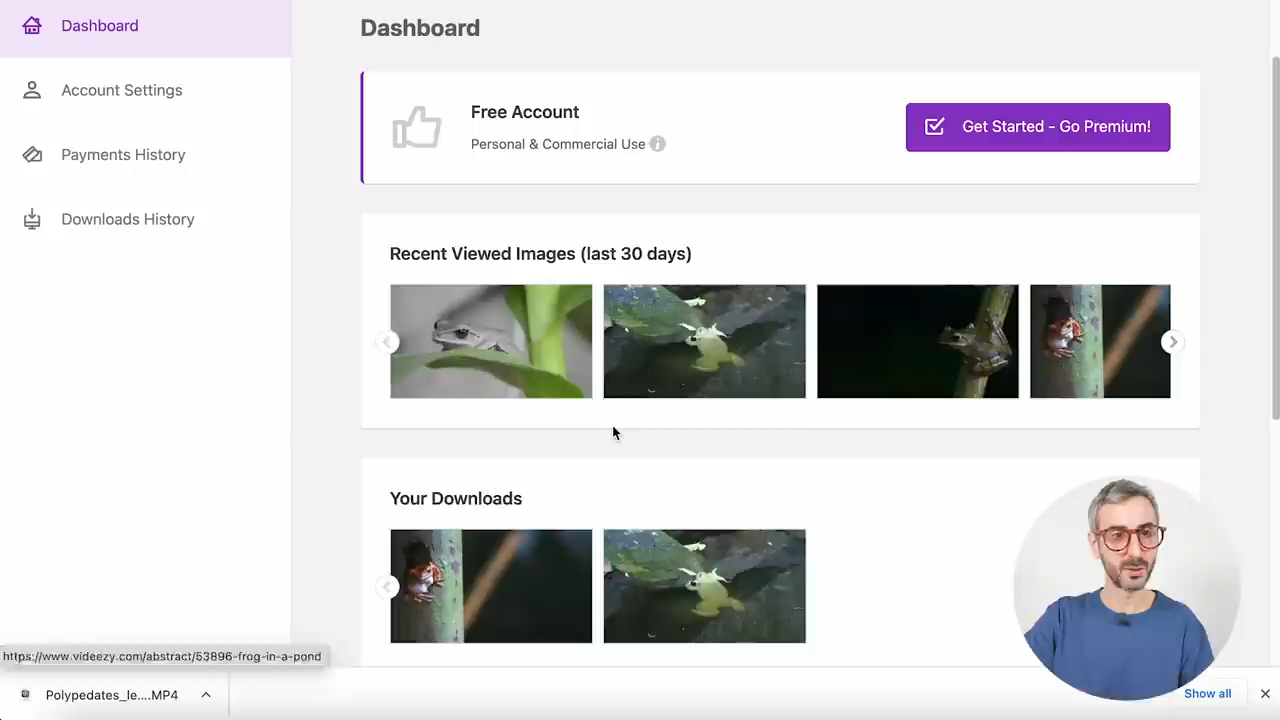 Dashboard
Dashboard
Account Settings
Payments History
Downloads History
Free Account
Personal & Commercial Use
Get Started - Go Premium!
Recent Viewed Images (last 30 days)
Your Downloads
https://www.videezy.com/abstract/53896-frog-in-a-pond
Polypedates_le....MP4
Show all